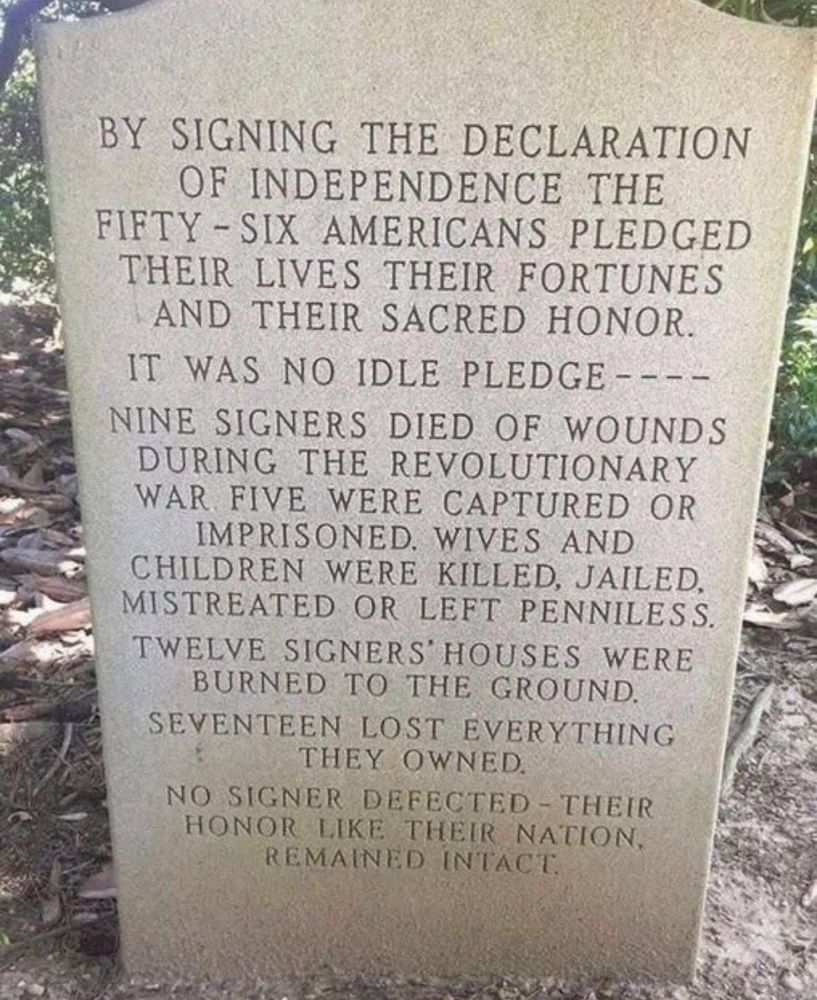 BY SIGNING THE DECLARATION
OF INDEPENDENCE THE
FIFTY-SIX AMERICANS PLEDGED
THEIR LIVES THEIR FORTUNES
AND THEIR SACRED HONOR.
IT WAS NO IDLE PLEDGE----
NINE SIGNERS DIED OF WOUNDS
DURING THE REVOLUTIONARY
WAR. FIVE WERE CAPTURED OR
IMPRISONED. WIVES AND
CHILDREN WERE KILLED, JAILED,
MISTREATED OR LEFT PENNILESS.
TWELVE SIGNERS' HOUSES WERE
BURNED TO THE GROUND.
SEVENTEEN LOST EVERYTHING
THEY OWNED.
NO SIGNER DEFECTED - THEIR
HONOR LIKE THEIR NATION,
REMAINED INTACT.